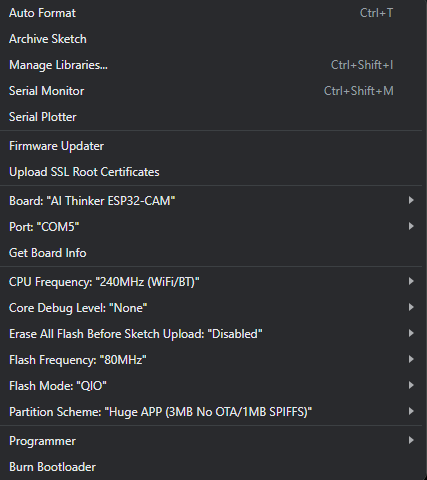 Auto Format Ctrl+T
Archive Sketch
Manage Libraries... Ctrl+Shift+I
Serial Monitor Ctrl+Shift+M
Serial Plotter
Firmware Updater
Upload SSL Root Certificates
Board: "AI Thinker ESP32-CAM"
Port: "COM5"
Get Board Info
CPU Frequency: "240MHz (WiFi/BT)"
Core Debug Level: "None"
Erase All Flash Before Sketch Upload: "Disabled"
Flash Frequency: "80MHz"
Flash Mode: "QIO"
Partition Scheme: "Huge APP (3MB No OTA/1MB SPIFFS)"
Programmer
Burn Bootloader